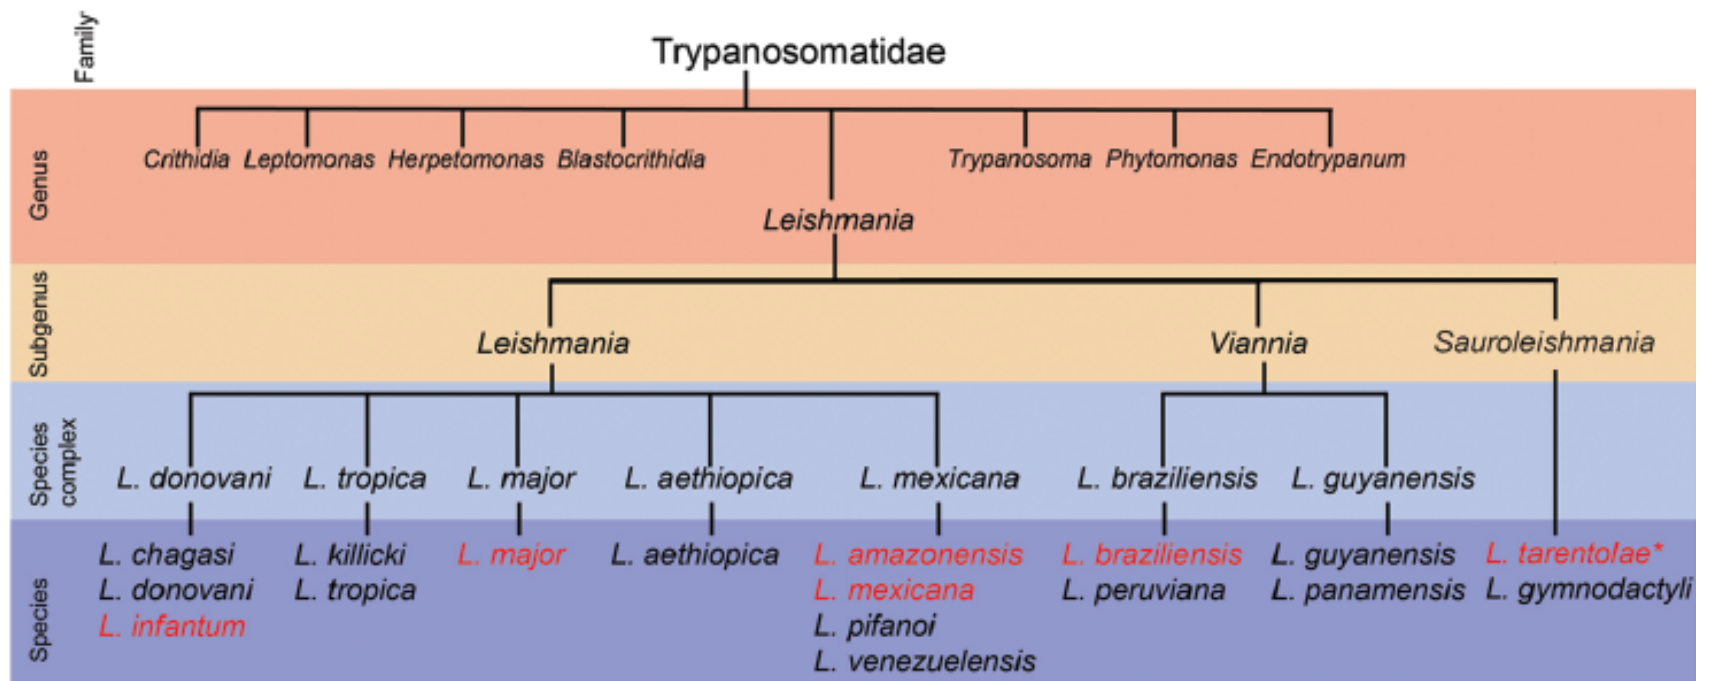 Family
Trypanosomatidae
Genus
Crithidia Leptomonas Herpetomonas Blastocrithidia Trypanosoma Phytomonas Endotrypanum
Leishmania
Subgenus
Leishmania Viannia Sauroleishmania
Species
complex
L. donovani L. tropica L. major L. aethiopica L. mexicana L. braziliensis L. guyanensis
Species
L. chagasi L. killicki L. major L. aethiopica L. amazonensis L. braziliensis L. guyanensis L. tarentolae*
L. donovani L. tropica L. mexicana L. peruviana L. panamensis L. gymnodactyli
L. infantum L. pifanoi
L. venezuelensis